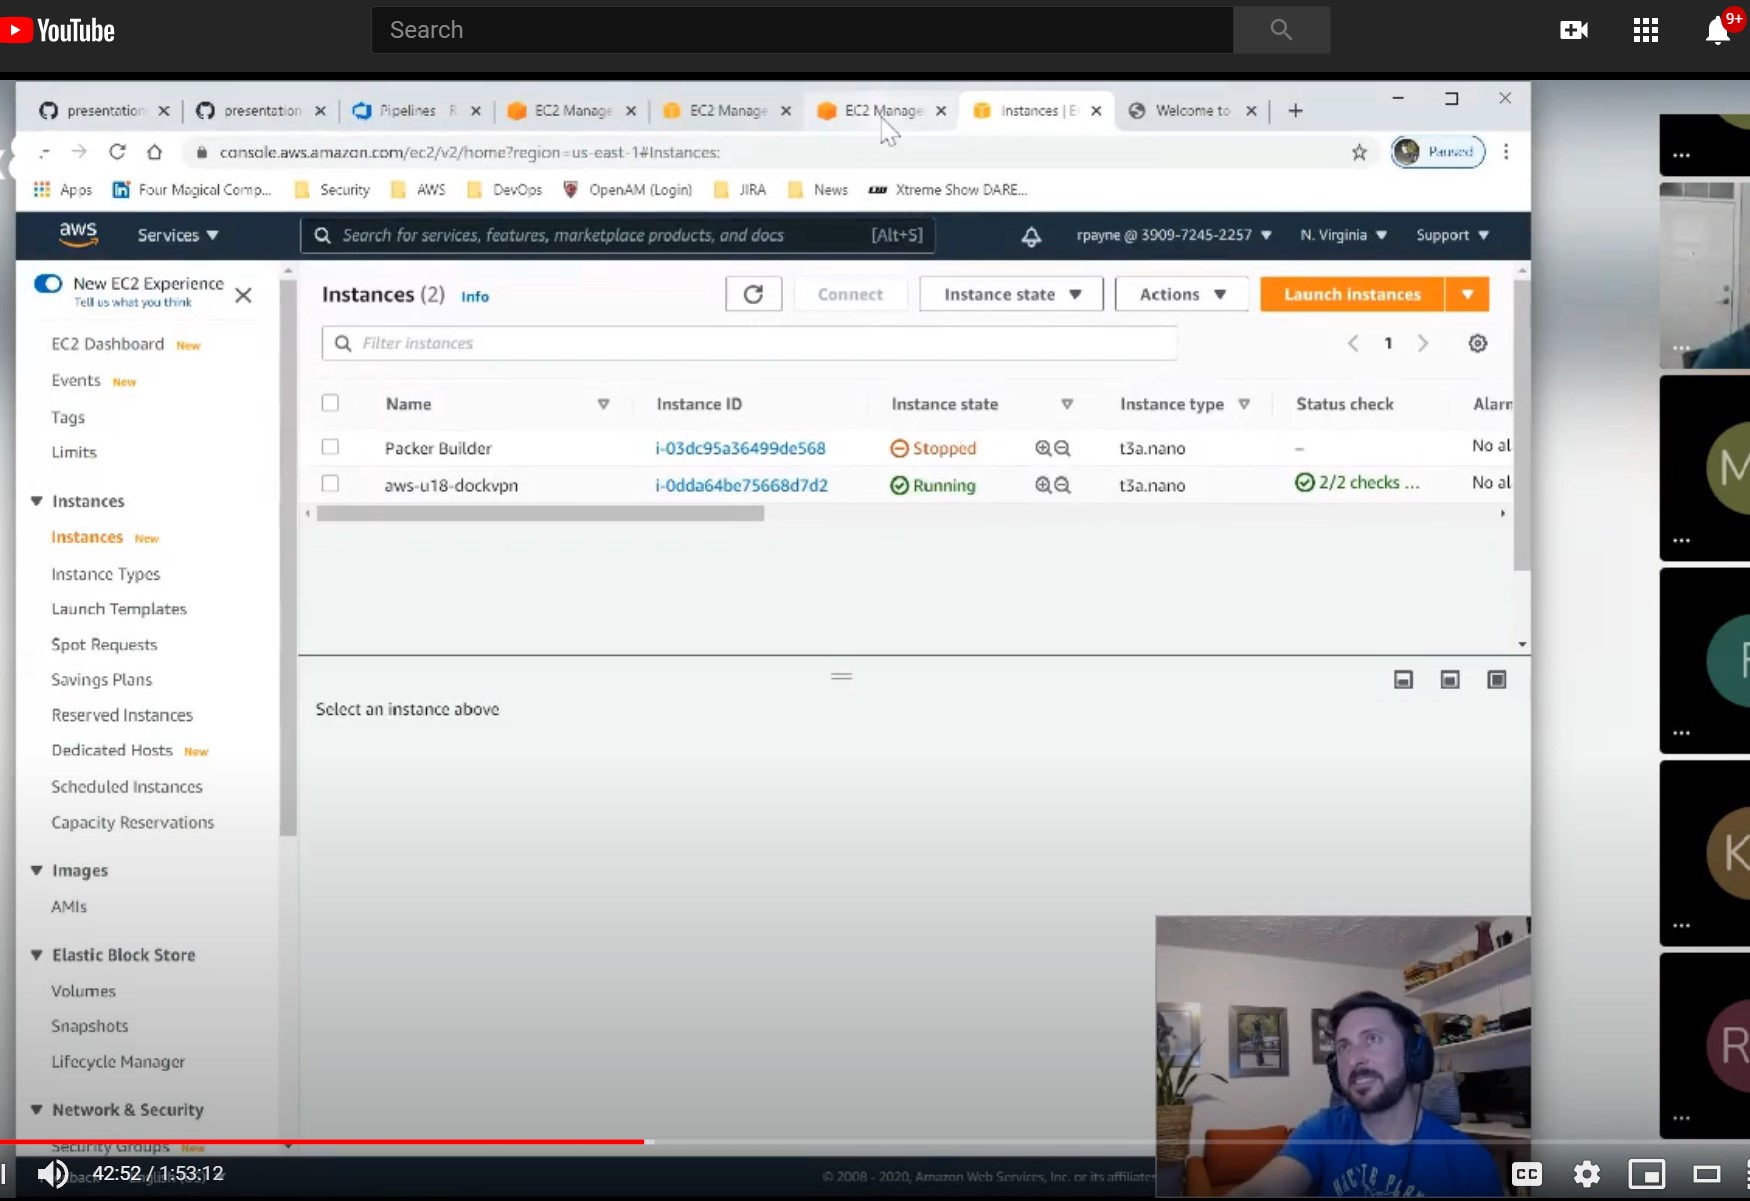 YouTube
Search
9+
presentation
presentation
Pipelines
EC2 Manage
EC2 Manage
EC2 Manage
Instances | E
Welcome to
console.aws.amazon.com/ec2/v2/home?region=us-east-1#Instances:
Paused
Apps
Four Magical Comp...
Security
AWS
DevOps
OpenAM (Login)
JIRA
News
Xtreme Show DARE...
aws
Services
Search for services, features, marketplace products, and docs
[Alt+S]
rpayne @ 3909-7245-2257
N. Virginia
Support
New EC2 Experience
Tell us what you think
EC2 Dashboard New
Events New
Tags
Limits
Instances
Instances New
Instance Types
Launch Templates
Spot Requests
Savings Plans
Reserved Instances
Dedicated Hosts New
Scheduled Instances
Capacity Reservations
Images
AMIs
Elastic Block Store
Volumes
Snapshots
Lifecycle Manager
Network & Security
Security Groups New
Instances (2) Info
Connect
Instance state
Actions
Launch instances
Filter instances
1
Name Instance ID Instance state Instance type Status check Alarm
Packer Builder i-03dc95a36499de568 Stopped t3a.nano – No al
aws-u18-dockvpn i-0dda64be75668d7d2 Running t3a.nano 2/2 checks ... No al
Select an instance above
M
F
K
R
42:52 / 1:53:12
© 2008 - 2020, Amazon Web Services, Inc. or its affiliates
CC